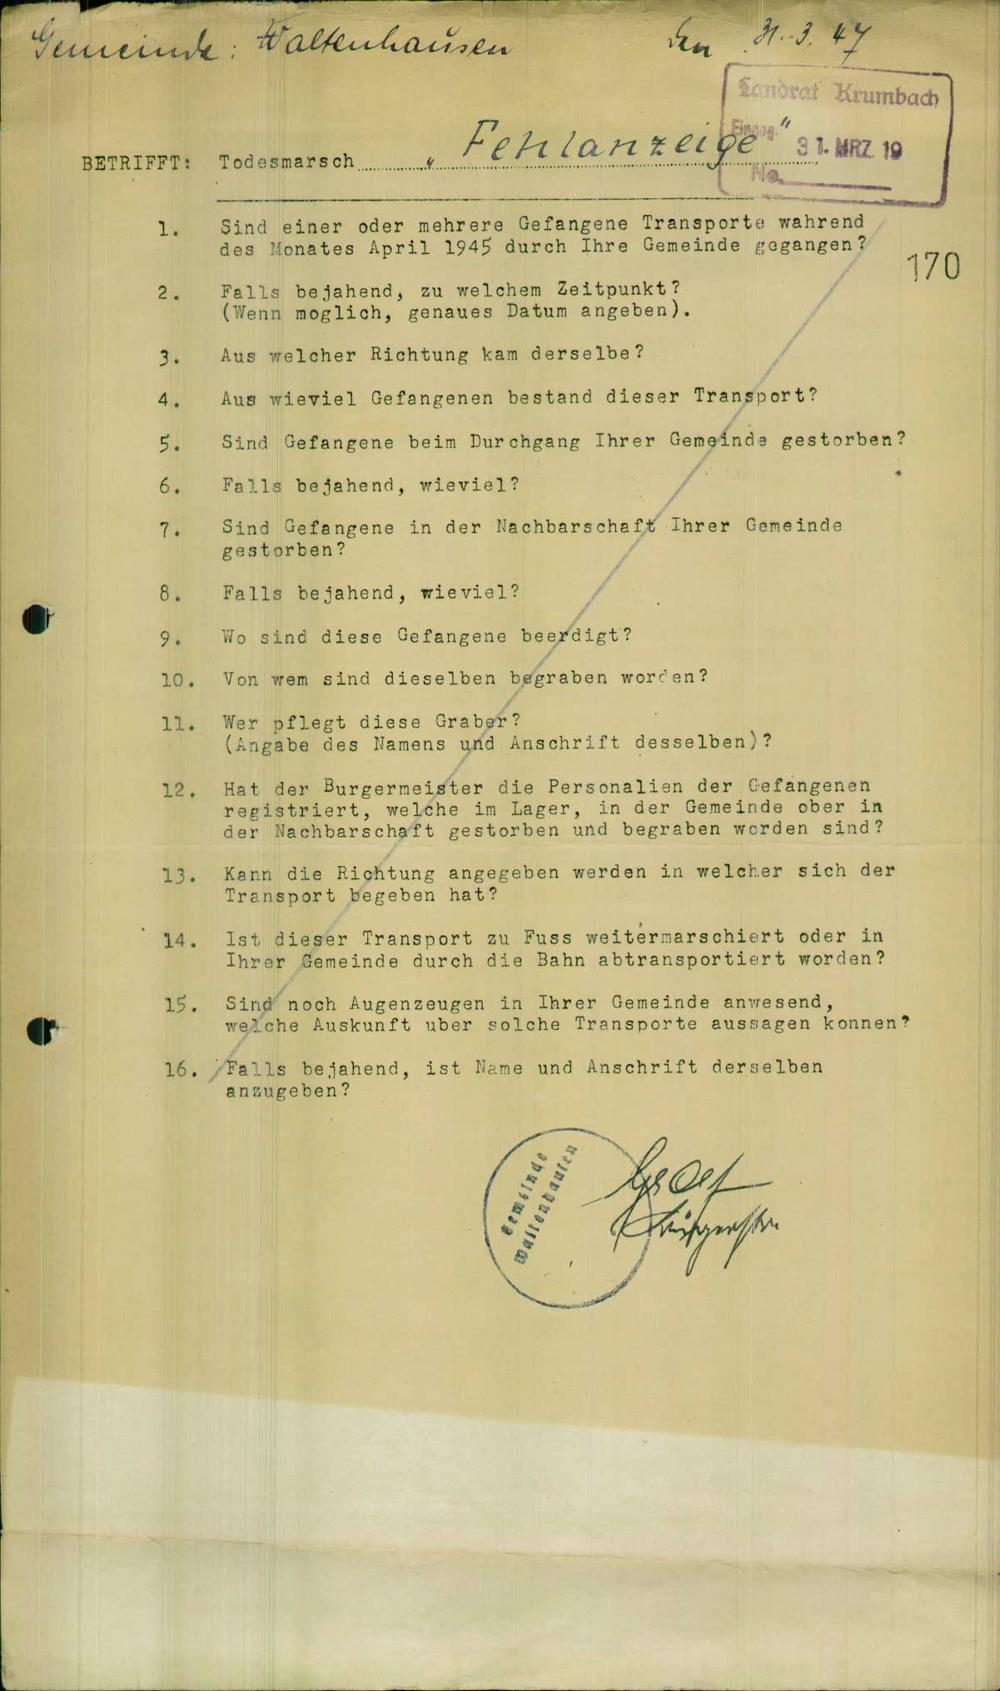 Gemeinde: Waltenhausen den 31.3.47
Landrat Krumbach
Eingeg.
31. MRZ. 19
No.
BETRIFFT: Todesmarsch "Fehlanzeige"
170
1. Sind einer oder mehrere Gefangene Transporte wahrend
des Monates April 1945 durch Ihre Gemeinde gegangen?
2. Falls bejahend, zu welchem Zeitpunkt?
(Wenn moglich, genaues Datum angeben).
3. Aus welcher Richtung kam derselbe?
4. Aus wieviel Gefangenen bestand dieser Transport?
5. Sind Gefangene beim Durchgang Ihrer Gemeinde gestorben?
6. Falls bejahend, wieviel?
7. Sind Gefangene in der Nachbarschaft Ihrer Gemeinde
gestorben?
8. Falls bejahend, wieviel?
9. Wo sind diese Gefangene beerdigt?
10. Von wem sind dieselben begraben worden?
11. Wer pflegt diese Graber?
(Angabe des Namens und Anschrift desselben)?
12. Hat der Burgermeister die Personalien der Gefangenen
registriert, welche im Lager, in der Gemeinde ober in
der Nachbarschaft gestorben und begraben worden sind?
13. Kann die Richtung angegeben werden in welcher sich der
Transport begeben hat?
14. Ist dieser Transport zu Fuss weitermarschiert oder in
Ihrer Gemeinde durch die Bahn abtransportiert worden?
15. Sind noch Augenzeugen in Ihrer Gemeinde anwesend,
welche Auskunft uber solche Transporte aussagen konnen?
16. Falls bejahend, ist Name und Anschrift derselben
anzugeben?
Gemeinde
Waltenhausen